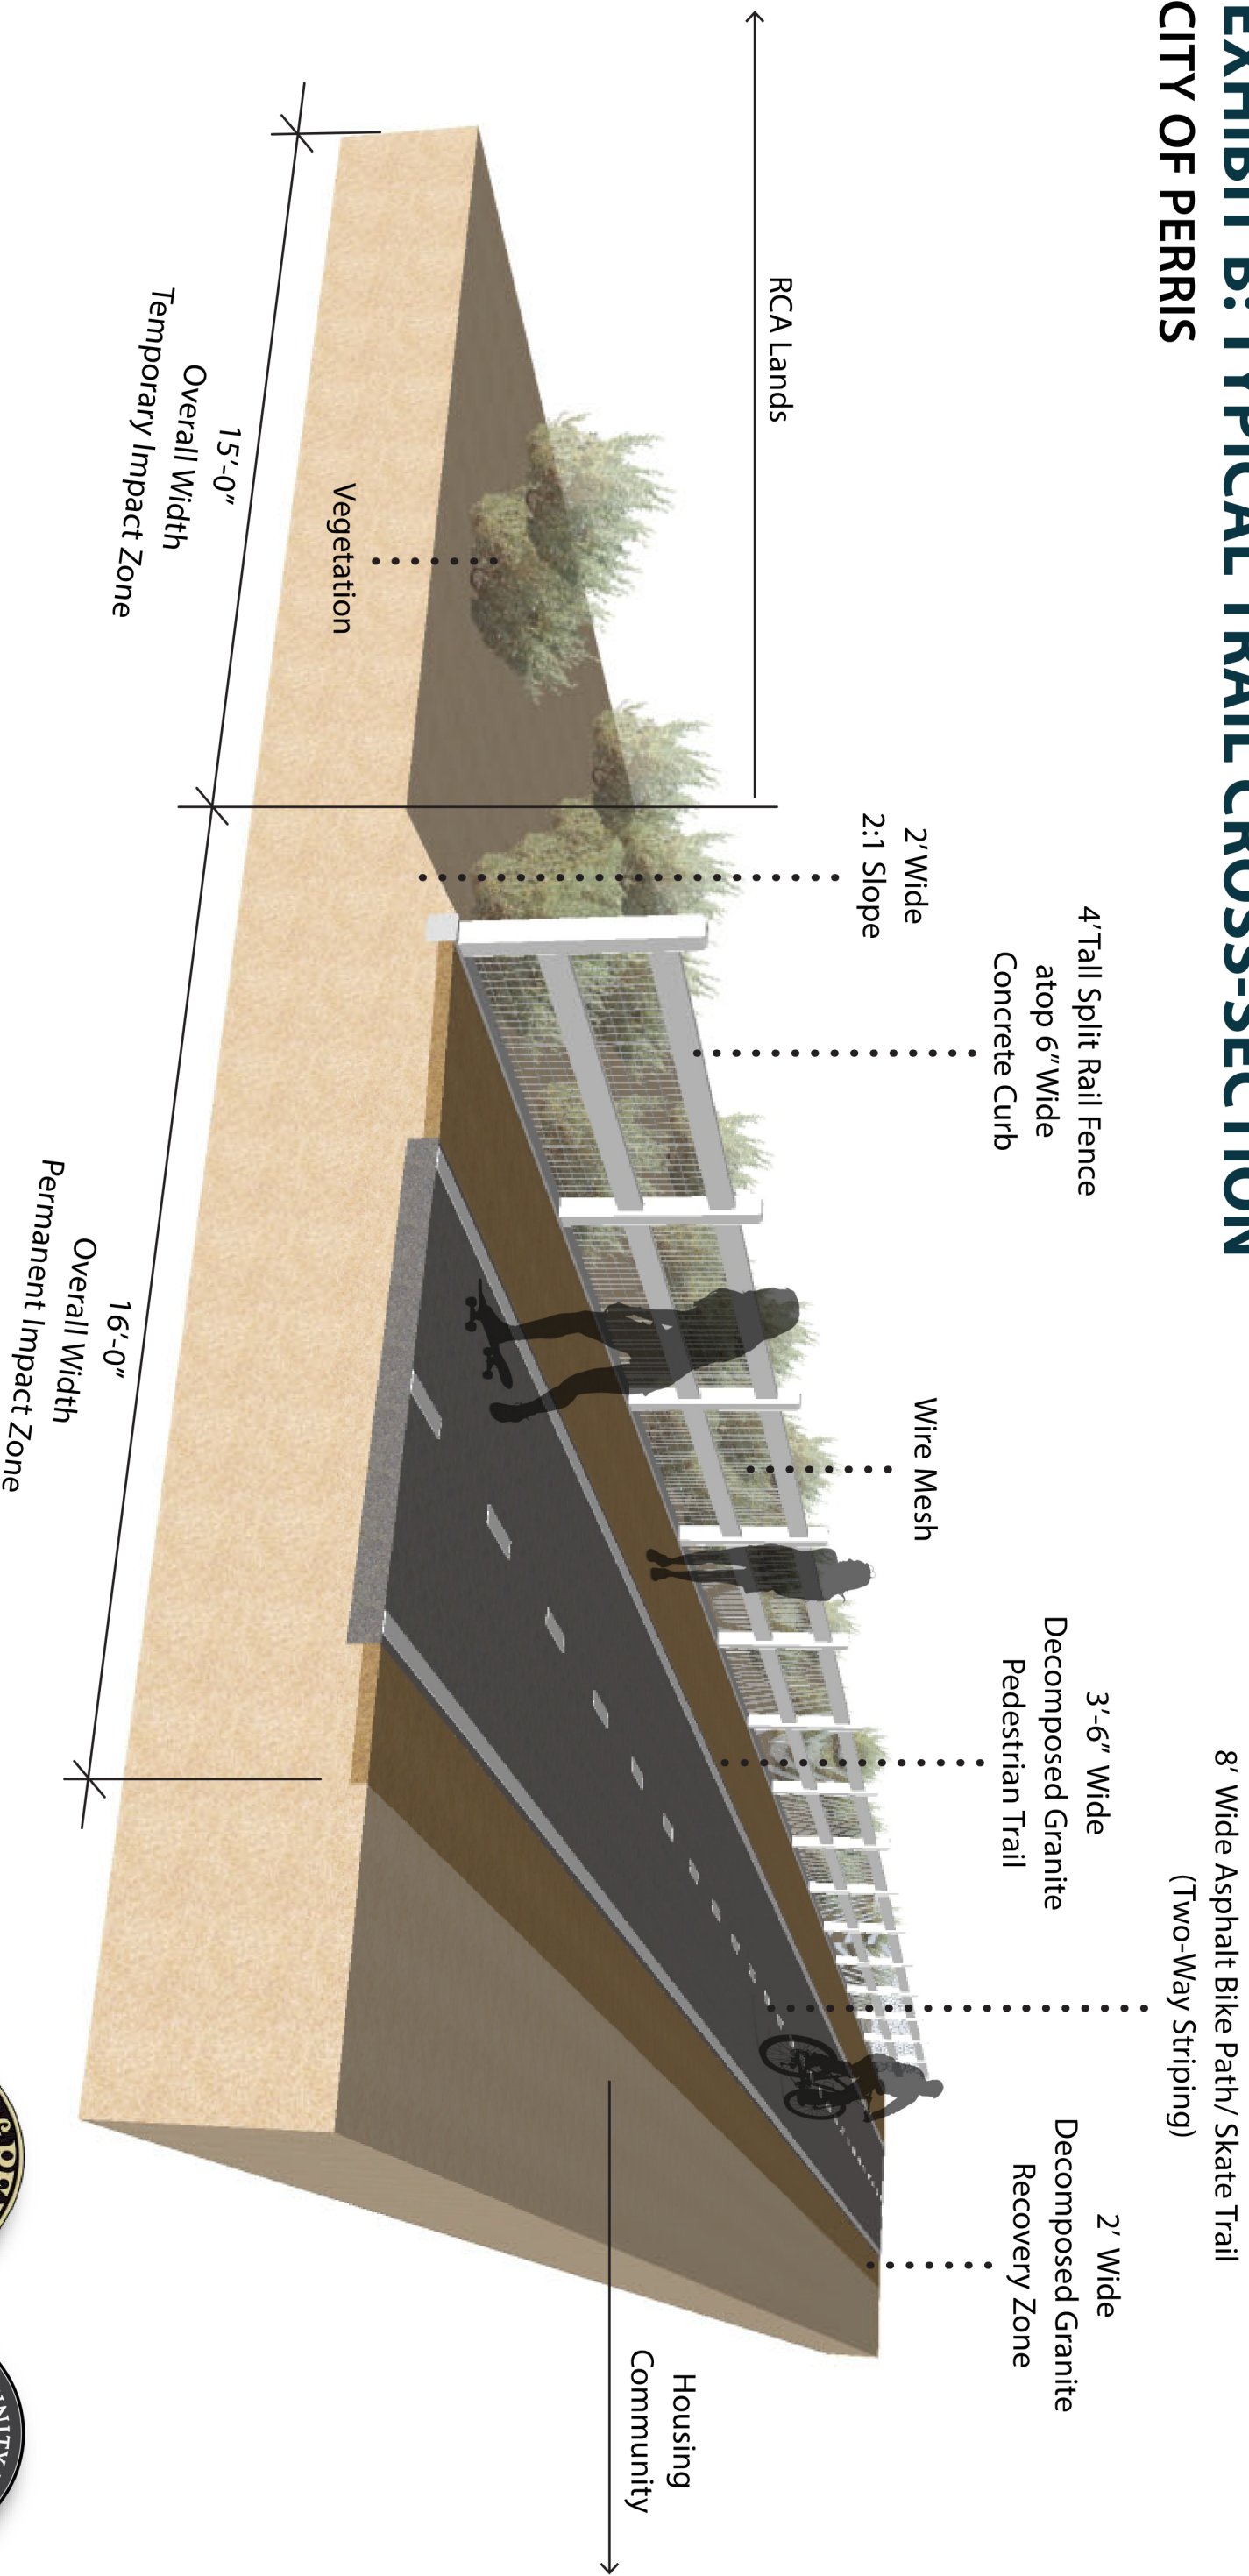 EXHIBIT B: TYPICAL TRAIL CROSS-SECTION
CITY OF PERRIS
RCA Lands
2' Wide
2:1 Slope
4' Tall Split Rail Fence
atop 6" Wide
Concrete Curb
Wire Mesh
3'-6" Wide
Decomposed Granite
Pedestrian Trail
8' Wide Asphalt Bike Path/ Skate Trail
(Two-Way Striping)
2' Wide
Decomposed Granite
Recovery Zone
Housing
Community
Vegetation
15'-0"
Overall Width
Temporary Impact Zone
16'-0"
Overall Width
Permanent Impact Zone